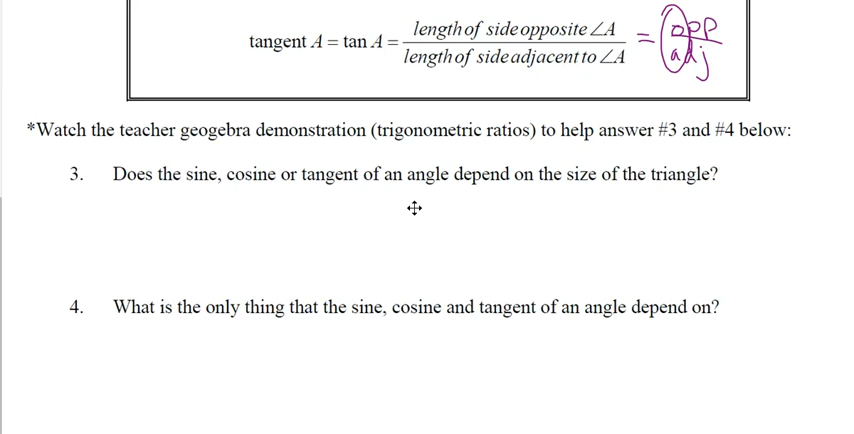 tangent A = tan A = length of side opposite ∠A / length of side adjacent to ∠A = opp / adj
*Watch the teacher geogebra demonstration (trigonometric ratios) to help answer #3 and #4 below:
3. Does the sine, cosine or tangent of an angle depend on the size of the triangle?
4. What is the only thing that the sine, cosine and tangent of an angle depend on?